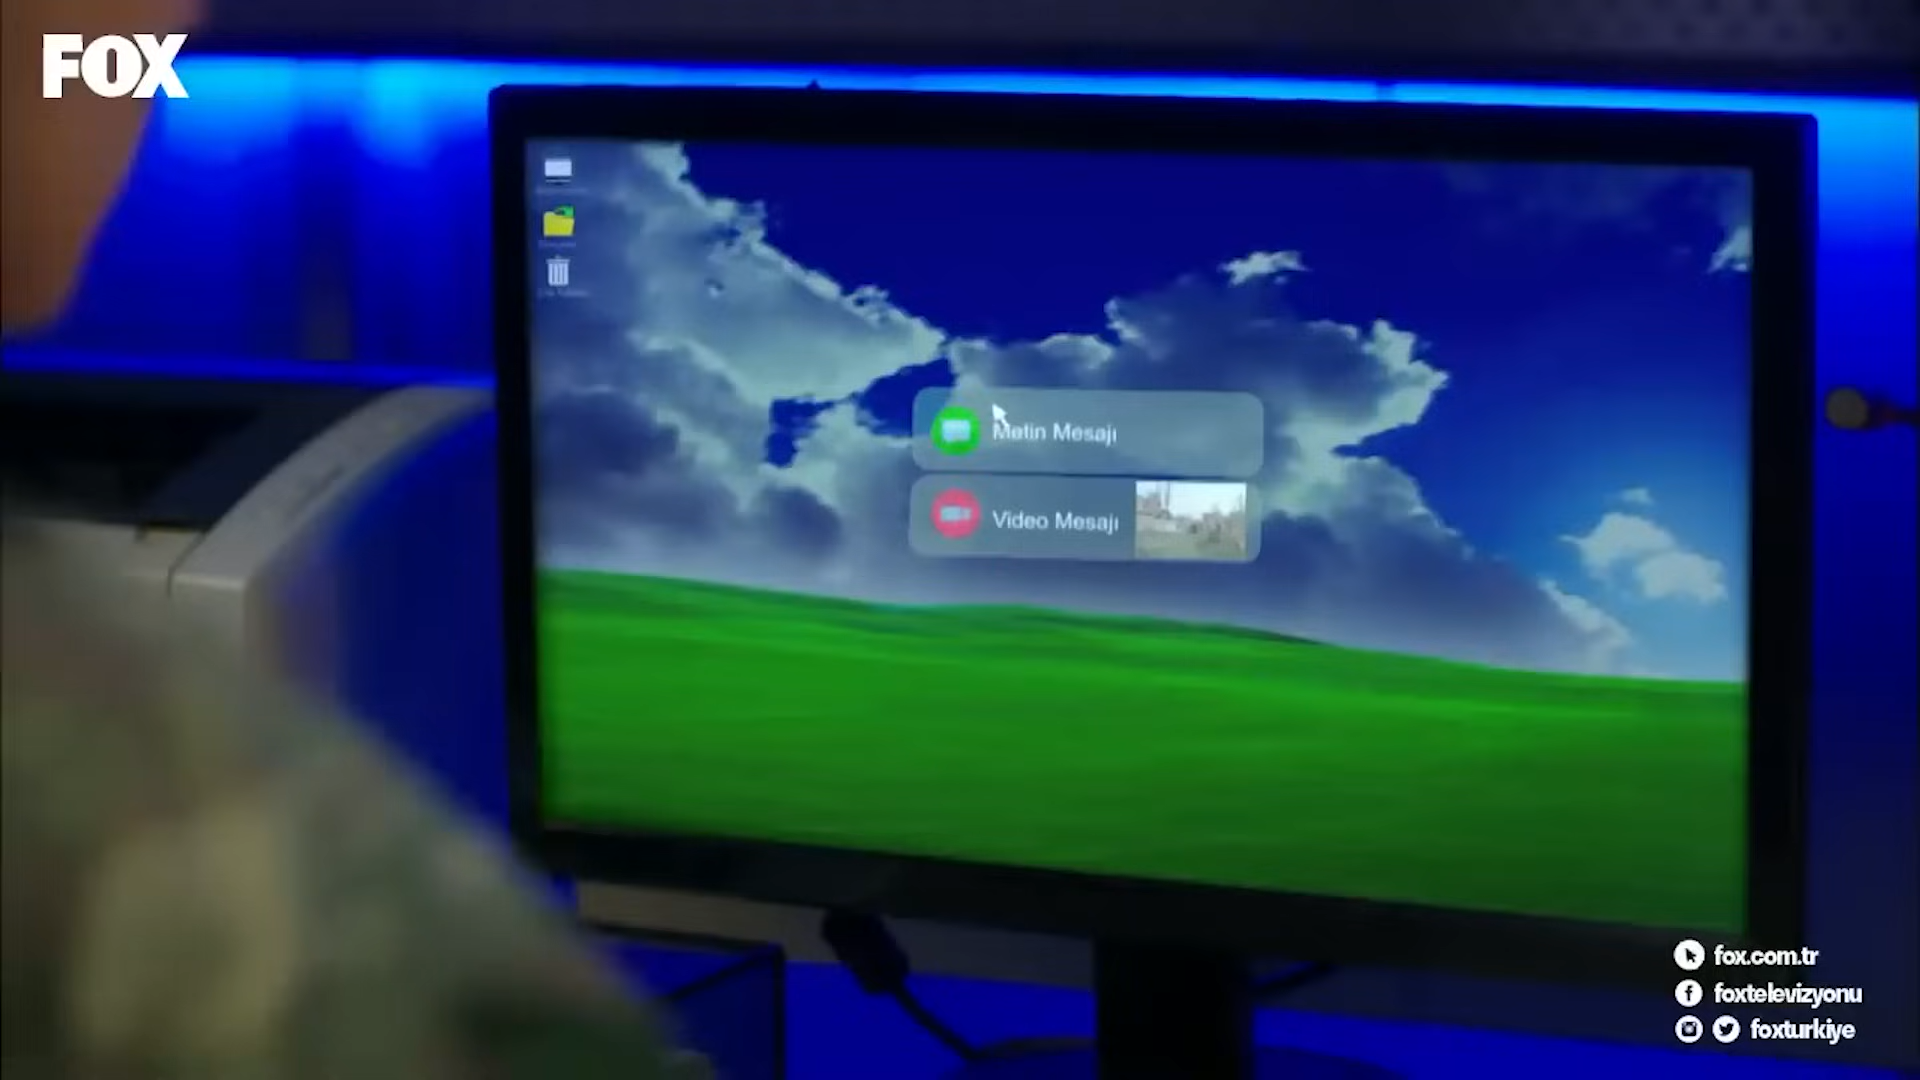 FOX
Metin Mesajı
Video Mesajı
fox.com.tr
foxtelevizyonu
foxturkiye